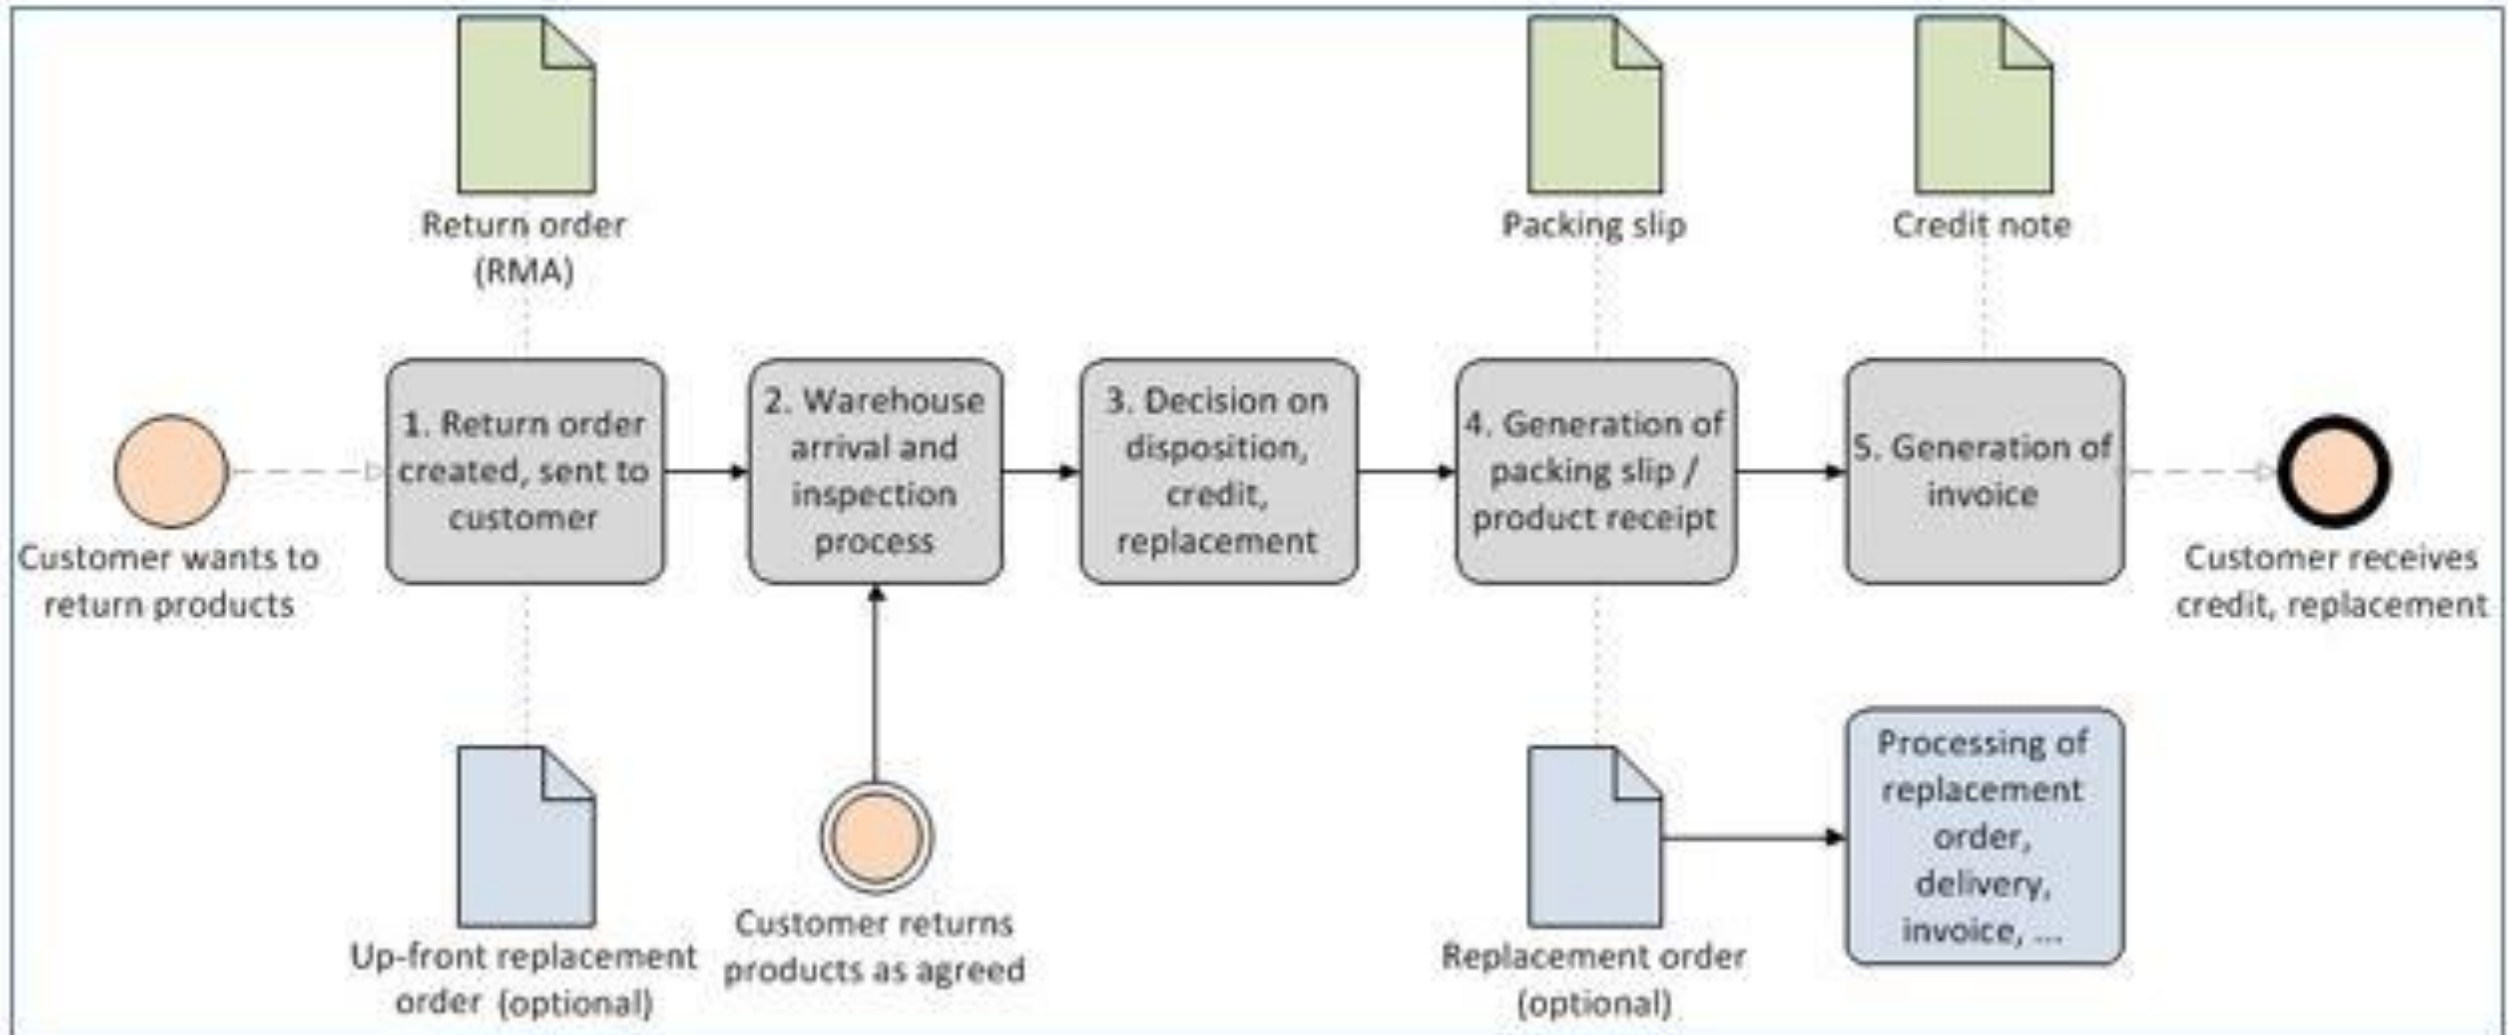 Return order
(RMA)
Packing slip
Credit note
Customer wants to
return products
1. Return order
created, sent to
customer
2. Warehouse
arrival and
inspection
process
3. Decision on
disposition,
credit,
replacement
4. Generation of
packing slip /
product receipt
5. Generation of
invoice
Customer receives
credit, replacement
Up-front replacement
order (optional)
Customer returns
products as agreed
Replacement order
(optional)
Processing of
replacement
order,
delivery,
invoice, ...